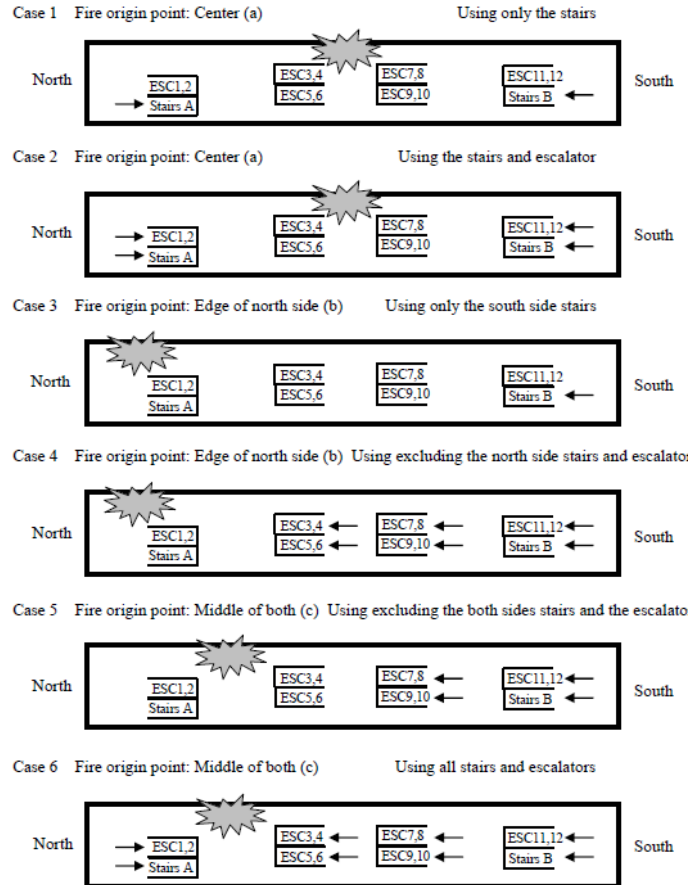 Case 1 Fire origin point: Center (a) Using only the stairs
North ESC1,2 ESC3,4 ESC7,8 ESC11,12 South
Stairs A ESC5,6 ESC9,10 Stairs B
Case 2 Fire origin point: Center (a) Using the stairs and escalator
North ESC1,2 ESC3,4 ESC7,8 ESC11,12 South
Stairs A ESC5,6 ESC9,10 Stairs B
Case 3 Fire origin point: Edge of north side (b) Using only the south side stairs
North ESC1,2 ESC3,4 ESC7,8 ESC11,12 South
Stairs A ESC5,6 ESC9,10 Stairs B
Case 4 Fire origin point: Edge of north side (b) Using excluding the north side stairs and escalator
North ESC1,2 ESC3,4 ESC7,8 ESC11,12 South
Stairs A ESC5,6 ESC9,10 Stairs B
Case 5 Fire origin point: Middle of both (c) Using excluding the both sides stairs and the escalato
North ESC1,2 ESC3,4 ESC7,8 ESC11,12 South
Stairs A ESC5,6 ESC9,10 Stairs B
Case 6 Fire origin point: Middle of both (c) Using all stairs and escalators
North ESC1,2 ESC3,4 ESC7,8 ESC11,12 South
Stairs A ESC5,6 ESC9,10 Stairs B